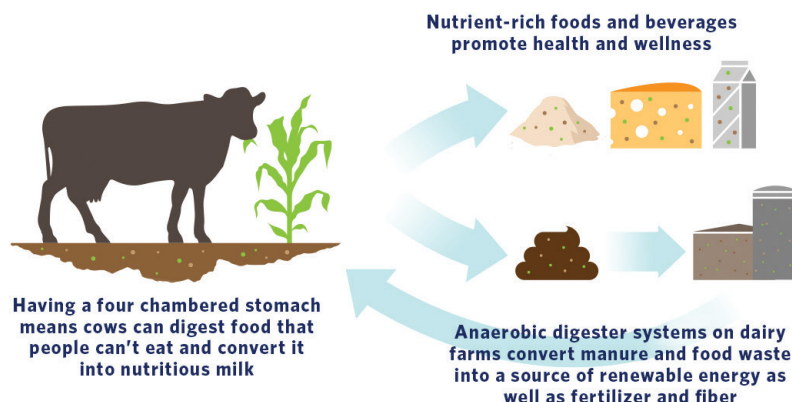 Nutrient-rich foods and beverages
promote health and wellness
Having a four chambered stomach
means cows can digest food that
people can't eat and convert it
into nutritious milk
Anaerobic digester systems on dairy
farms convert manure and food waste
into a source of renewable energy as
well as fertilizer and fiber